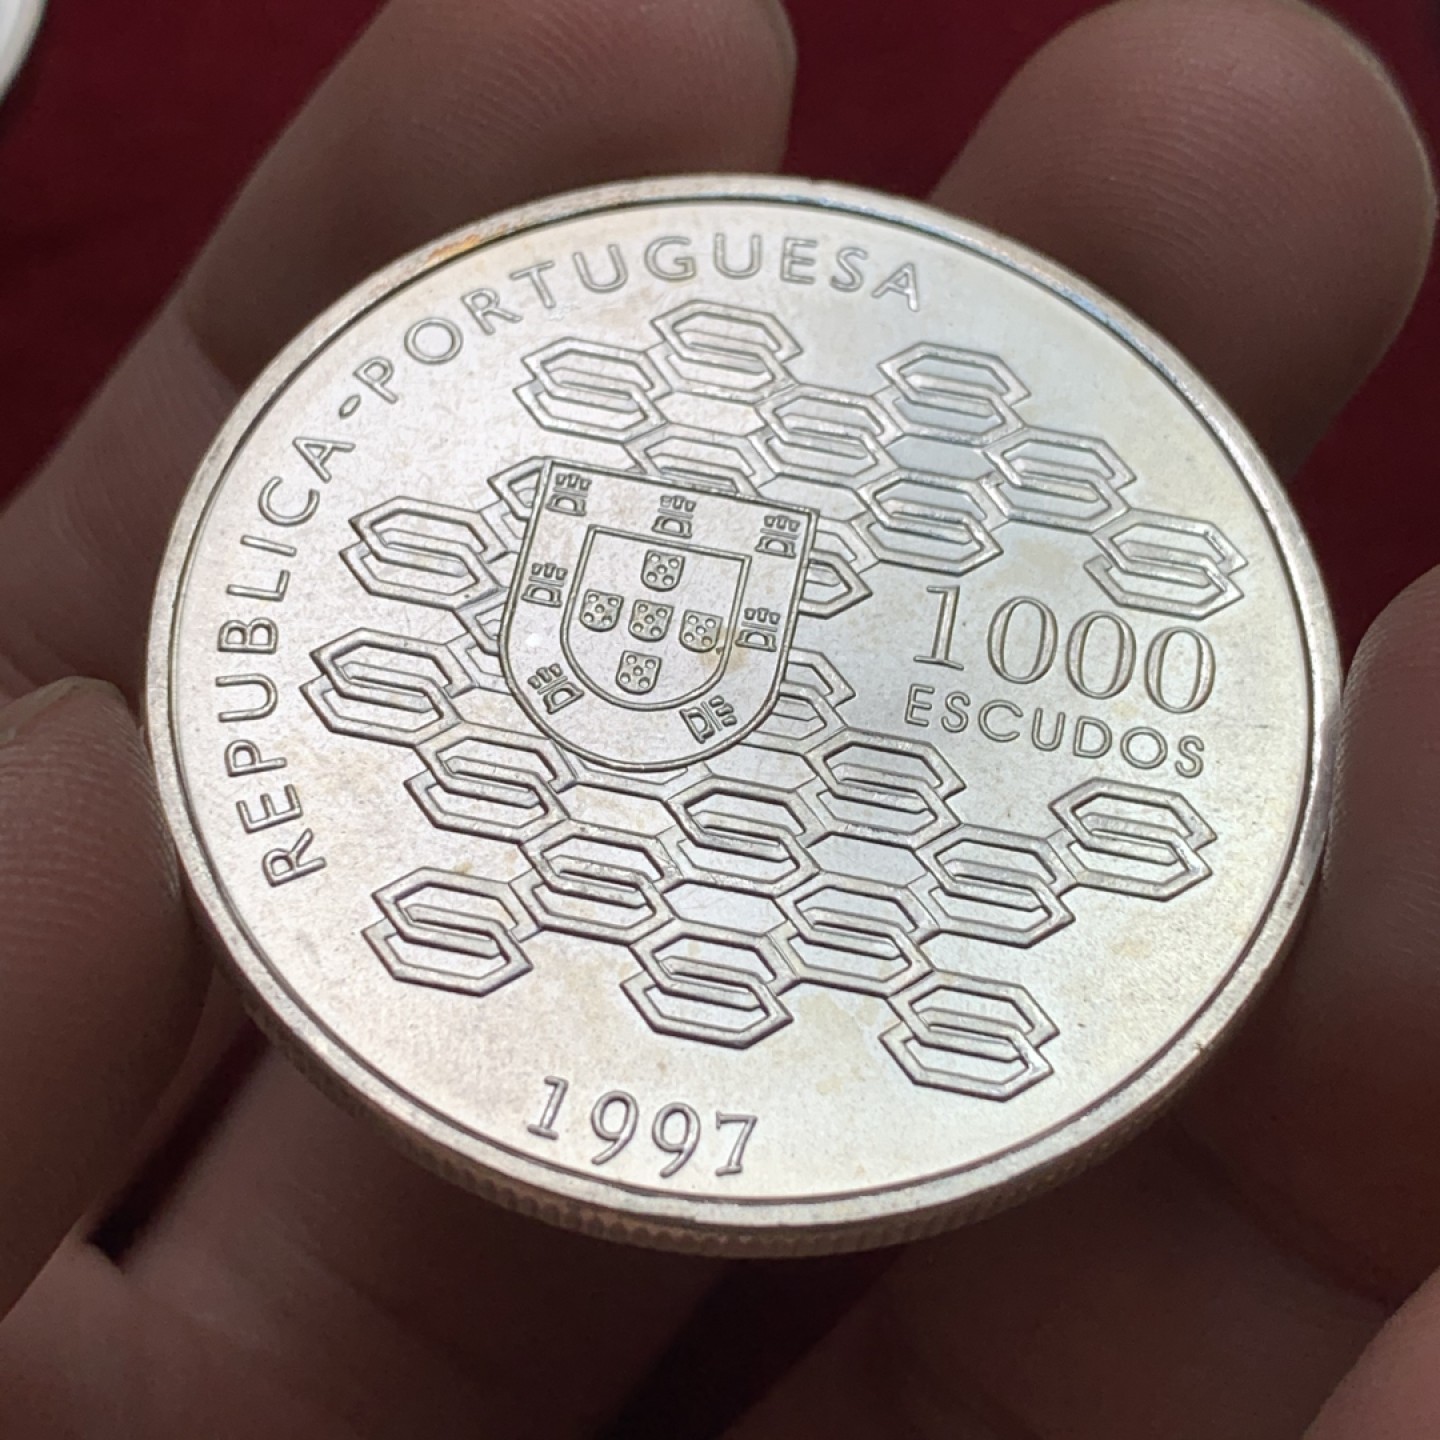 REPUBLICA-PORTUGUESA
1000
ESCUDOS
1997